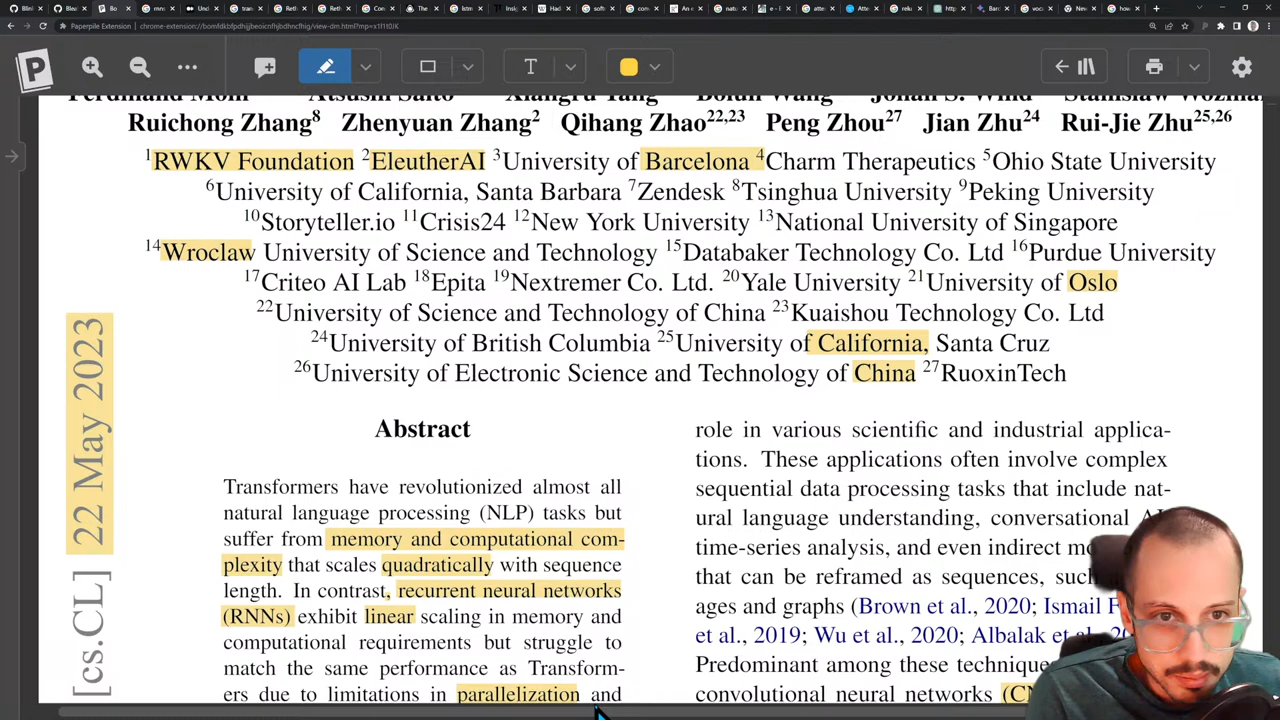 Paperpile Extension | chrome-extension://bomfdkbfpdhijjbeoicnfhjbdhncfhig/view-dm.html?mp=x1f1t0JK
P
T
Ruichong Zhang8 Zhenyuan Zhang2 Qihang Zhao22,23 Peng Zhou27 Jian Zhu24 Rui-Jie Zhu25,26
1RWKV Foundation 2EleutherAI 3University of Barcelona 4Charm Therapeutics 5Ohio State University
6University of California, Santa Barbara 7Zendesk 8Tsinghua University 9Peking University
10Storyteller.io 11Crisis24 12New York University 13National University of Singapore
14Wroclaw University of Science and Technology 15Databaker Technology Co. Ltd 16Purdue University
17Criteo AI Lab 18Epita 19Nextremer Co. Ltd. 20Yale University 21University of Oslo
22University of Science and Technology of China 23Kuaishou Technology Co. Ltd
24University of British Columbia 25University of California, Santa Cruz
26University of Electronic Science and Technology of China 27RuoxinTech
[cs.CL] 22 May 2023
Abstract
Transformers have revolutionized almost all
natural language processing (NLP) tasks but
suffer from memory and computational com-
plexity that scales quadratically with sequence
length. In contrast, recurrent neural networks
(RNNs) exhibit linear scaling in memory and
computational requirements but struggle to
match the same performance as Transform-
ers due to limitations in parallelization and
role in various scientific and industrial applica-
tions. These applications often involve complex
sequential data processing tasks that include nat-
ural language understanding, conversational
time-series analysis, and even indirect
that can be reframed as sequences,
ages and graphs (Brown et al., 2020; Ismail
et al., 2019; Wu et al., 2020; Albalak et al.,
Predominant among these
convolutional neural networks